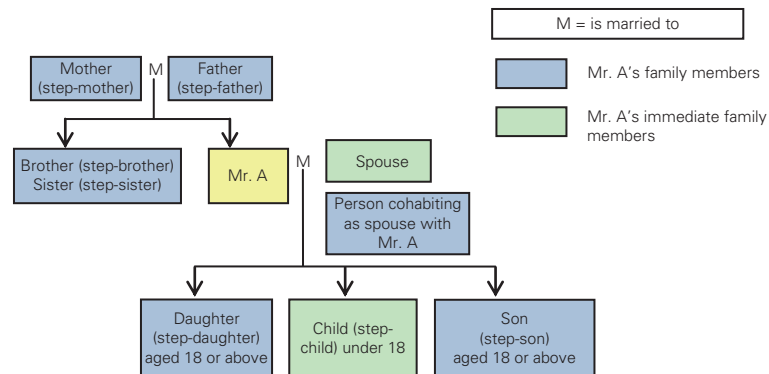 M = is married to
Mother
(step-mother)
M
Father
(step-father)
Mr. A's family members
Mr. A's immediate family
members
Brother (step-brother)
Sister (step-sister)
Mr. A
M
Spouse
Person cohabiting
as spouse with
Mr. A
Daughter
(step-daughter)
aged 18 or above
Child (step-
child) under 18
Son
(step-son)
aged 18 or above